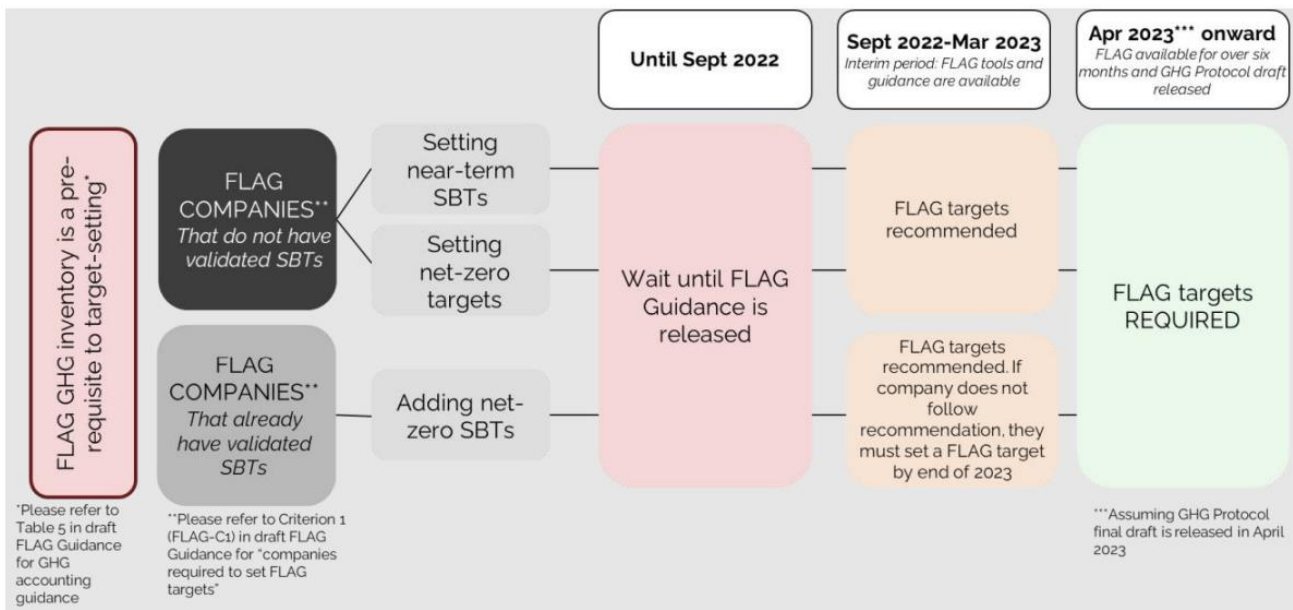 Until Sept 2022
Sept 2022-Mar 2023
Interim period: FLAG tools and
guidance are available
Apr 2023*** onward
FLAG available for over six
months and GHG Protocol draft
released
FLAG GHG inventory is a pre-
requisite to target-setting*
FLAG
COMPANIES**
That do not have
validated SBTs
Setting
near-term
SBTs
Setting
net-zero
targets
FLAG
COMPANIES**
That already
have validated
SBTs
Adding net-
zero SBTs
Wait until FLAG
Guidance is
released
FLAG targets
recommended
FLAG targets
recommended. If
company does not
follow
recommendation, they
must set a FLAG target
by end of 2023
FLAG targets
REQUIRED
*Please refer to
Table 5 in draft
FLAG Guidance
for GHG
accounting
guidance
**Please refer to Criterion 1
(FLAG-C1) in draft FLAG
Guidance for "companies
required to set FLAG
targets"
***Assuming GHG Protocol
final draft is released in April
2023